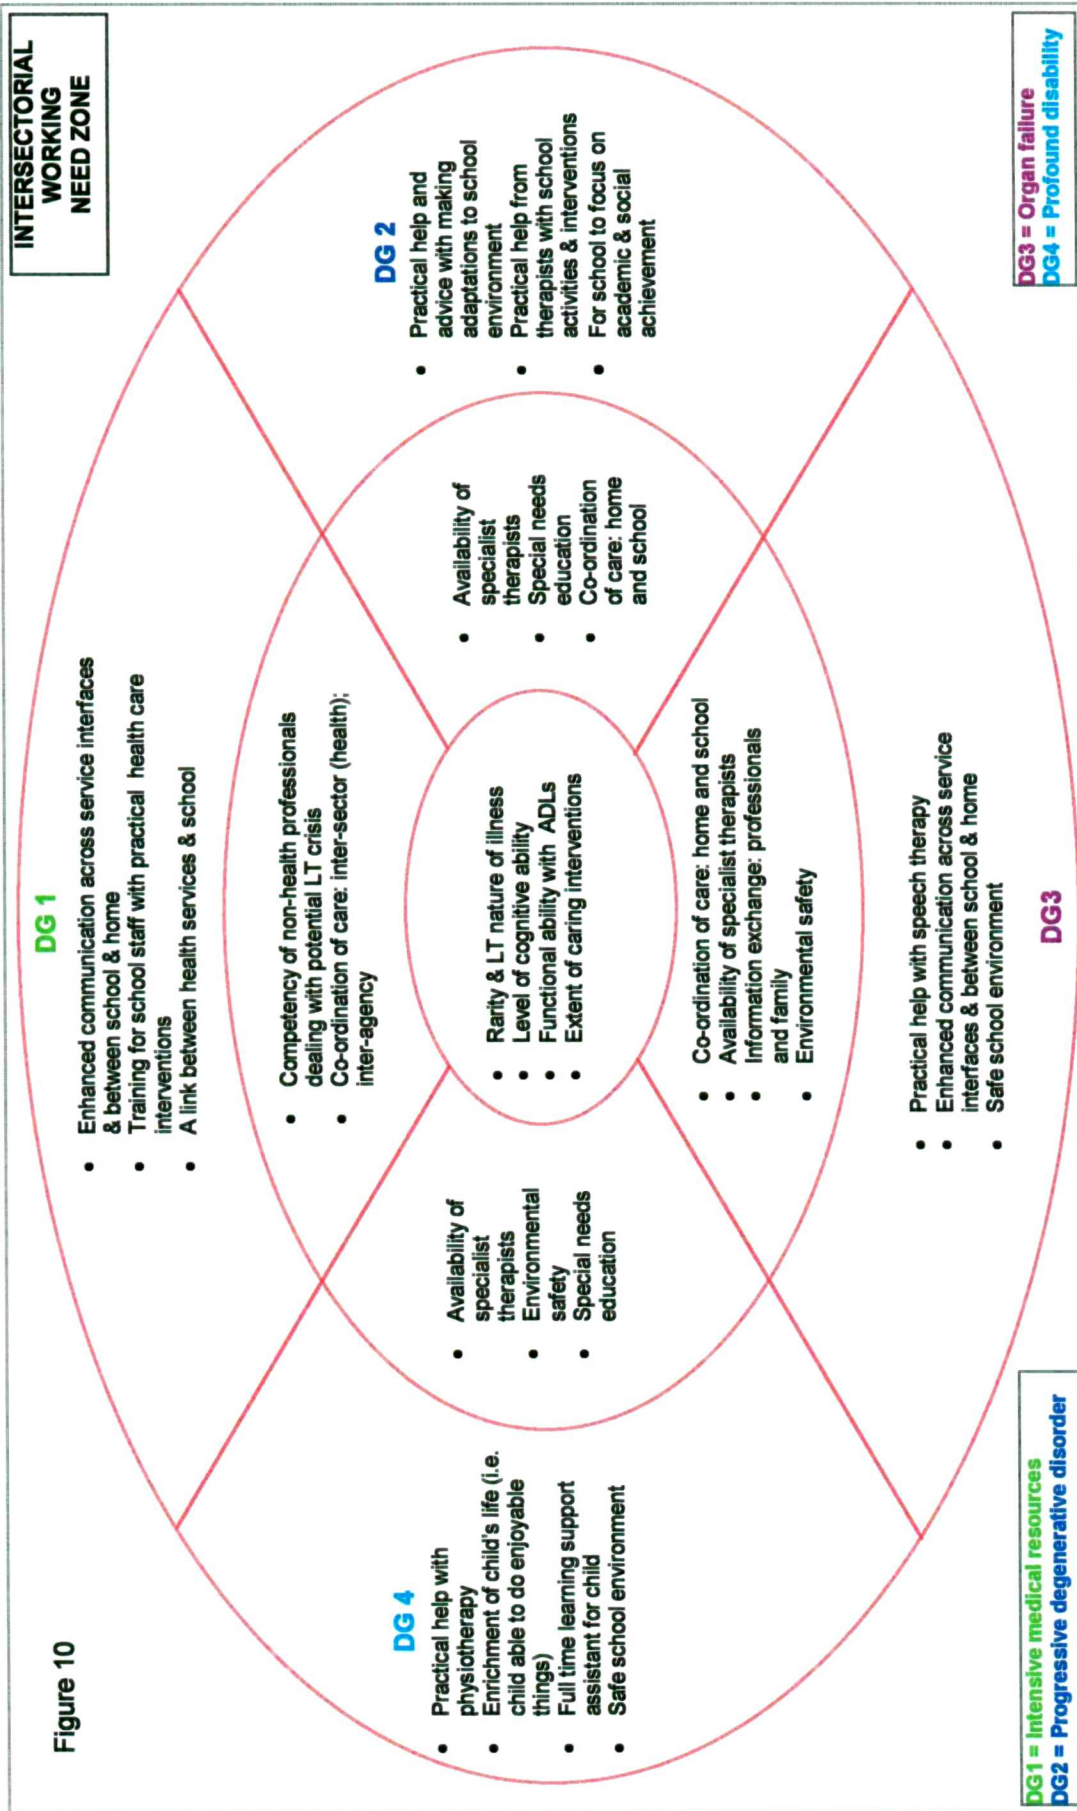 Figure 10
INTERSECTORIAL
WORKING
NEED ZONE
DG 1
• Enhanced communication across service interfaces
& between school & home
• Training for school staff with practical health care
interventions
• A link between health services & school
• Competency of non-health professionals
dealing with potential LT crisis
• Co-ordination of care: inter-sector (health);
inter-agency
DG 4
• Practical help with
physiotherapy
• Enrichment of child's life (i.e.
child able to do enjoyable
things)
• Full time learning support
assistant for child
• Safe school environment
• Availability of
specialist
therapists
• Environmental
safety
• Special needs
education
• Rarity & LT nature of illness
• Level of cognitive ability
• Functional ability with ADLs
• Extent of caring interventions
• Availability of
specialist
therapists
• Special needs
education
• Co-ordination
of care: home
and school
DG 2
• Practical help and
advice with making
adaptations to school
environment
• Practical help from
therapists with school
activities & interventions
• For school to focus on
academic & social
achievement
• Co-ordination of care: home and school
• Availability of specialist therapists
• Information exchange: professionals
and family
• Environmental safety
• Practical help with speech therapy
• Enhanced communication across service
interfaces & between school & home
• Safe school environment
DG3
DG1 = Intensive medical resources
DG2 = Progressive degenerative disorder
DG3 = Organ failure
DG4 = Profound disability